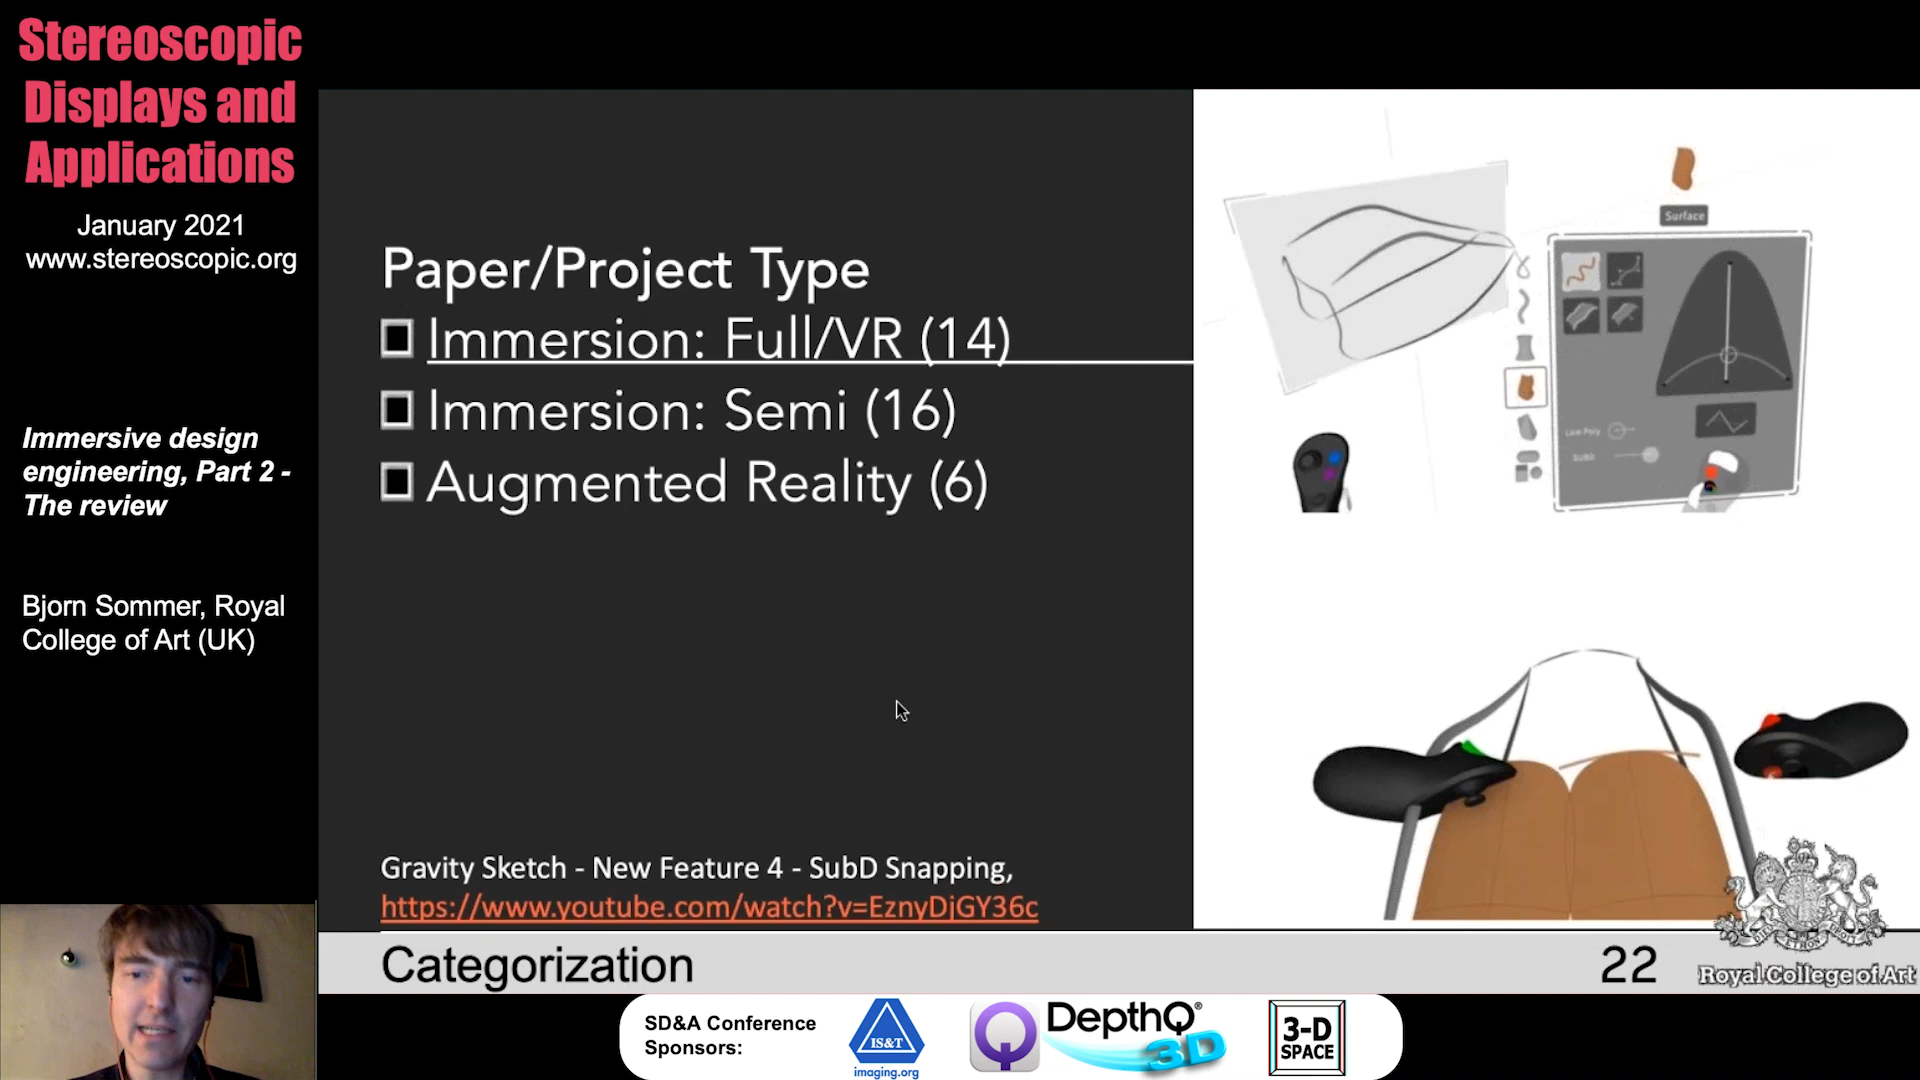 Stereoscopic
Displays and
Applications
January 2021
www.stereoscopic.org
Immersive design
engineering, Part 2 -
The review
Bjorn Sommer, Royal
College of Art (UK)
Paper/Project Type
Immersion: Full/VR (14)
Immersion: Semi (16)
Augmented Reality (6)
Gravity Sketch - New Feature 4 - SubD Snapping,
https://www.youtube.com/watch?v=EznyDjGY36c
Surface
Line Poly
SUBD
Categorization
22
Royal College of Art
SD&A Conference
Sponsors:
IS&T
imaging.org
DepthQ®
3D
3-D
SPACE